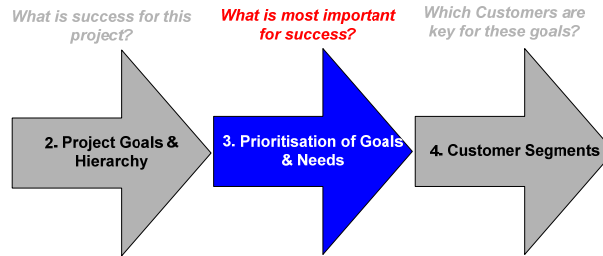 What is success for this
project?
What is most important
for success?
Which Customers are
key for these goals?
2. Project Goals &
Hierarchy
3. Prioritisation of Goals
& Needs
4. Customer Segments